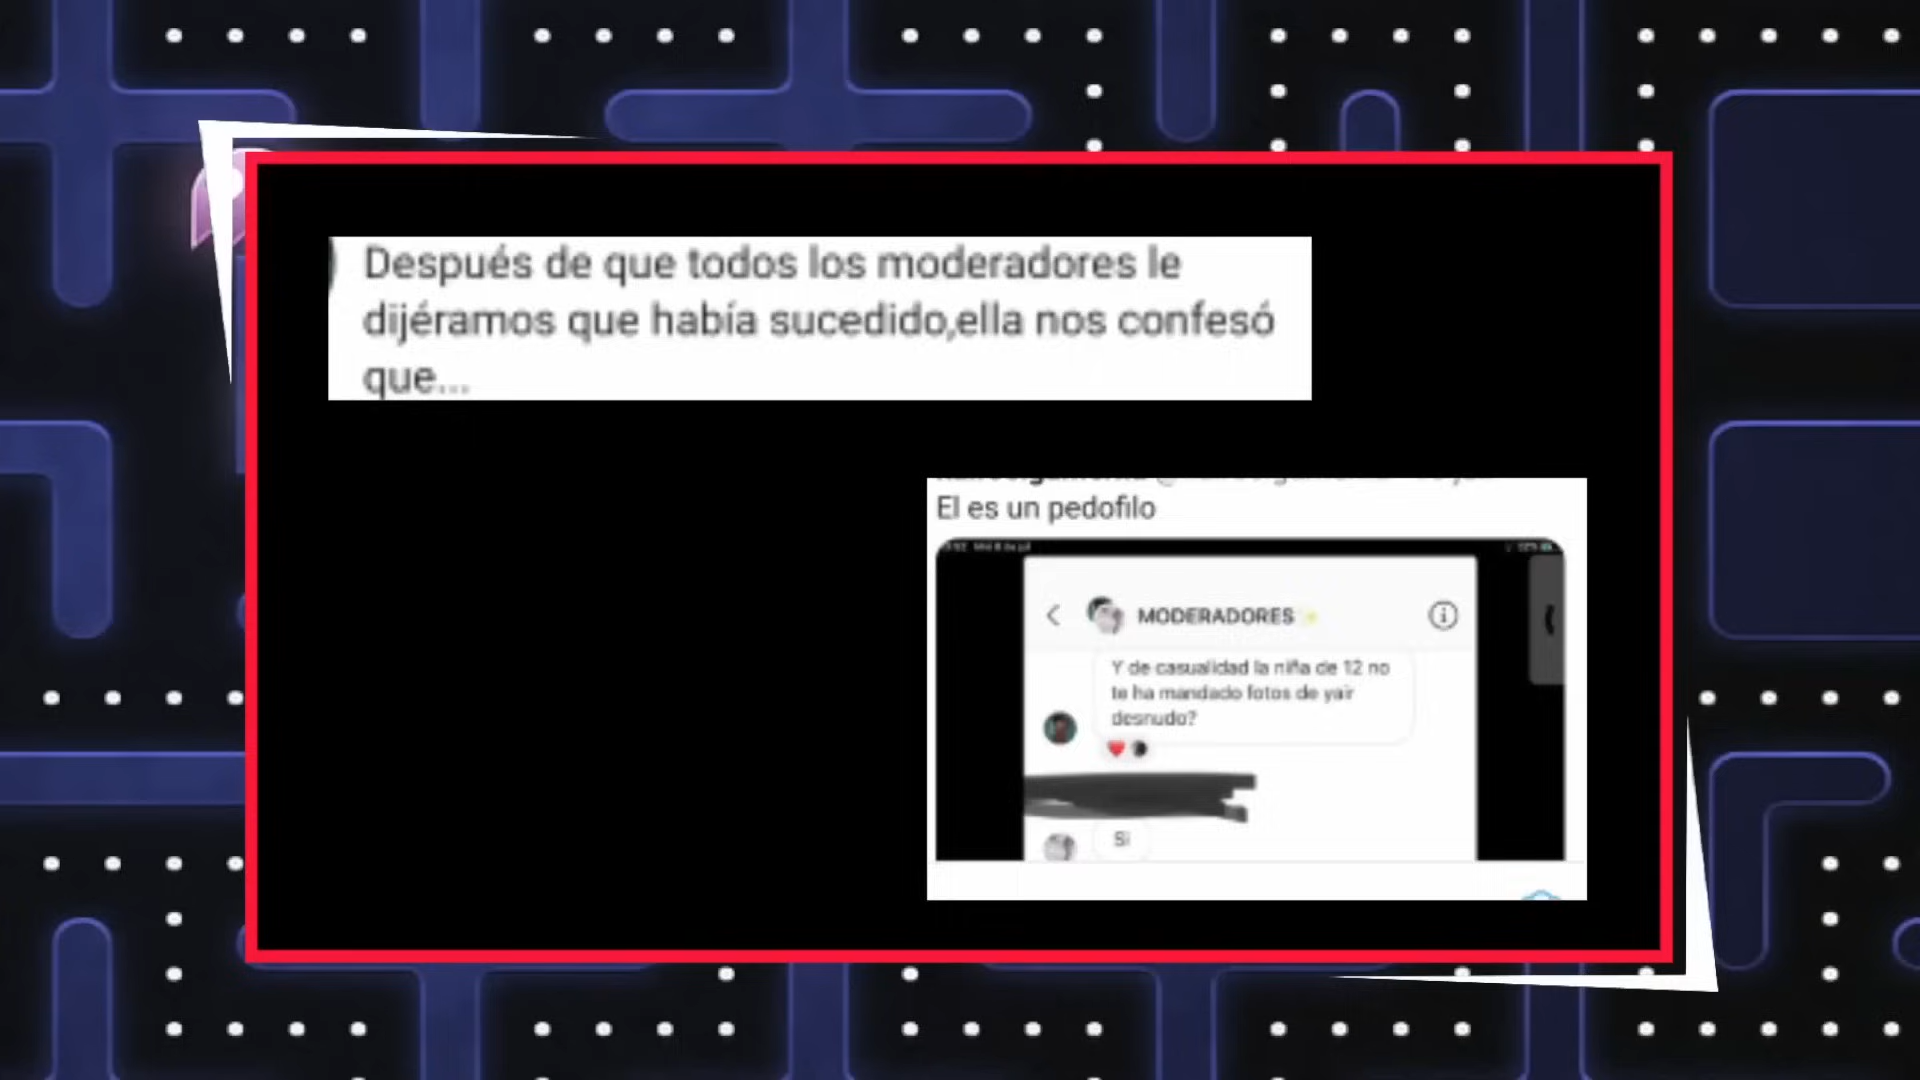 Después de que todos los moderadores le
dijéramos que había sucedido,ella nos confesó
que...
El es un pedofilo
MODERADORES
Y de casualidad la niña de 12 no
te ha mandado fotos de yair
desnudo?
Si